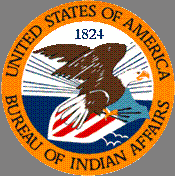 UNITED STATES OF AMERICA
1824
BUREAU OF INDIAN AFFAIRS